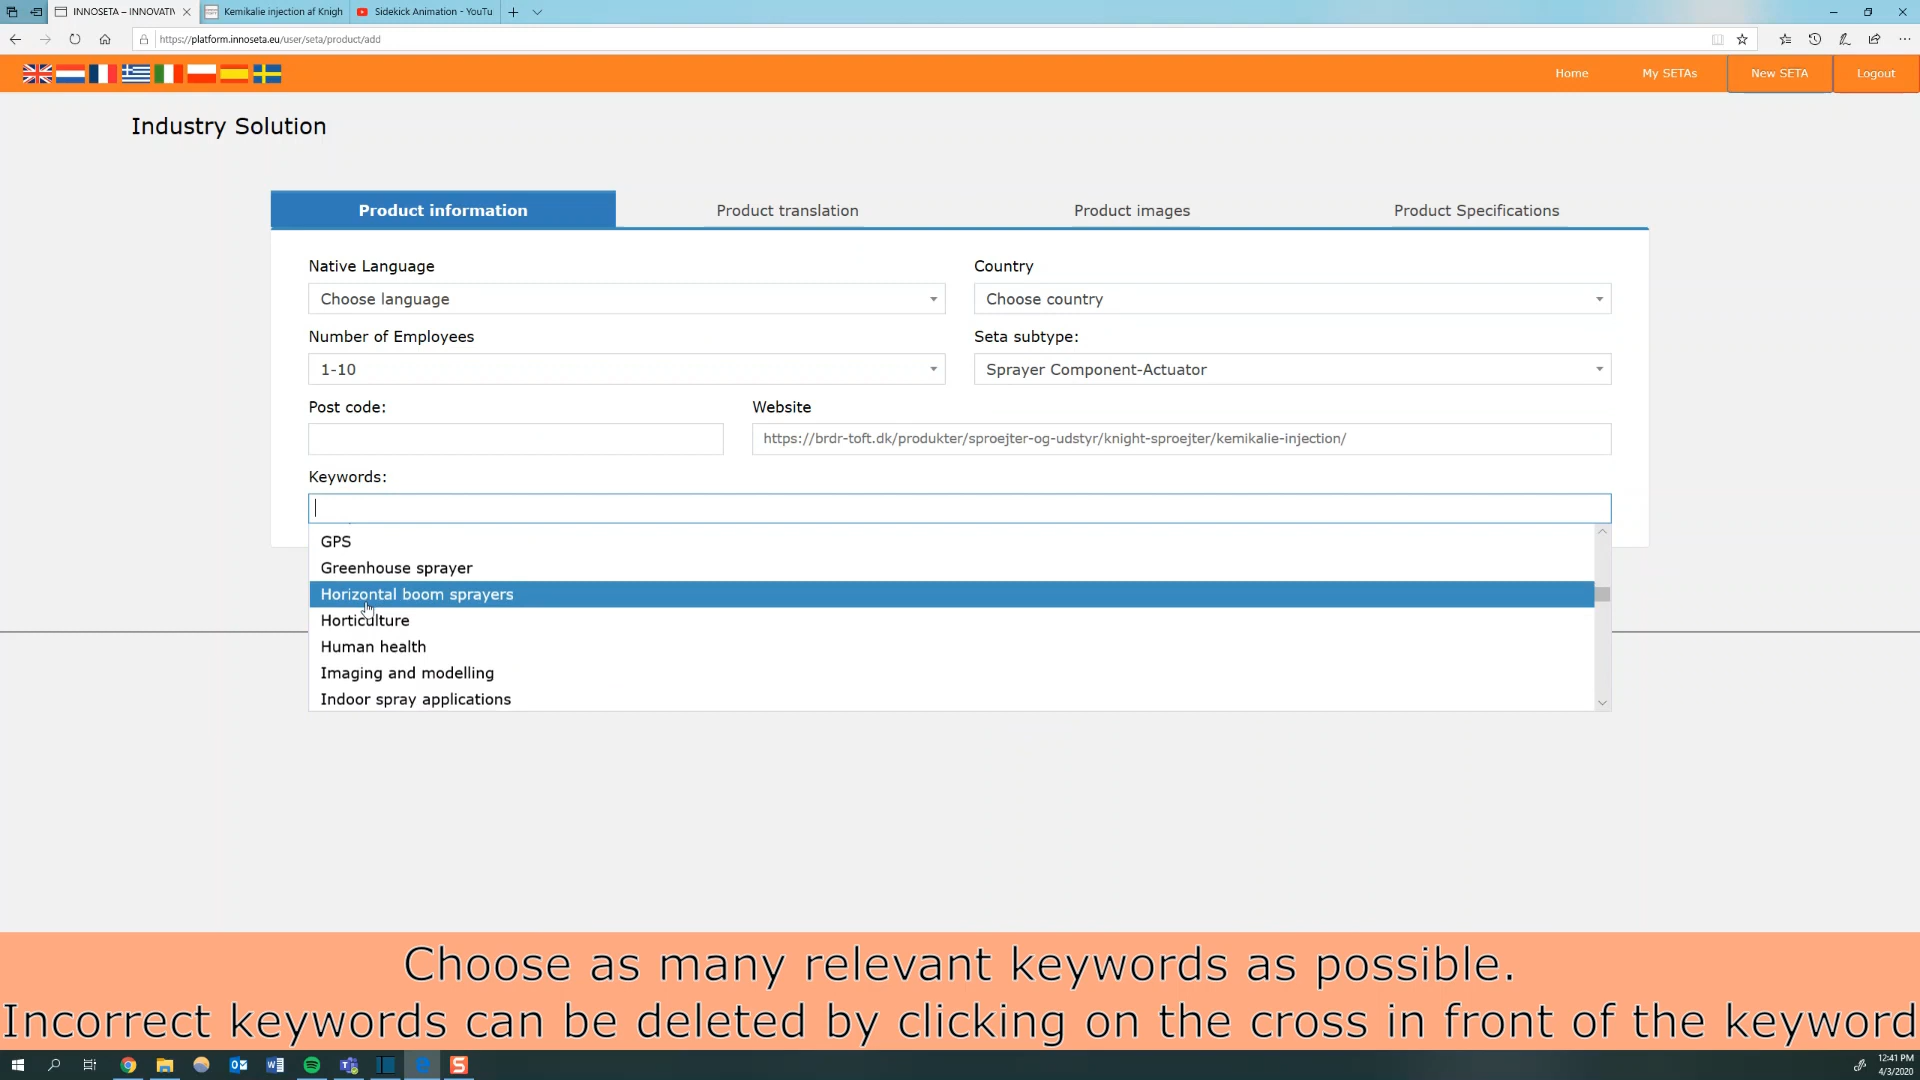 INNOSETA – INNOVATIV
Kemikalie injection af Knigh
Sidekick Animation - YouTu
https://platform.innoseta.eu/user/seta/product/add
Home
My SETAs
New SETA
Logout
Industry Solution
Product information
Product translation
Product images
Product Specifications
Native Language
Country
Choose language
Choose country
Number of Employees
Seta subtype:
1-10
Sprayer Component-Actuator
Post code:
Website
https://brdr-toft.dk/produkter/sproejter-og-udstyr/knight-sproejter/kemikalie-injection/
Keywords:
GPS
Greenhouse sprayer
Horizontal boom sprayers
Horticulture
Human health
Imaging and modelling
Indoor spray applications
Choose as many relevant keywords as possible.
Incorrect keywords can be deleted by clicking on the cross in front of the keyword
12:41 PM
4/3/2020